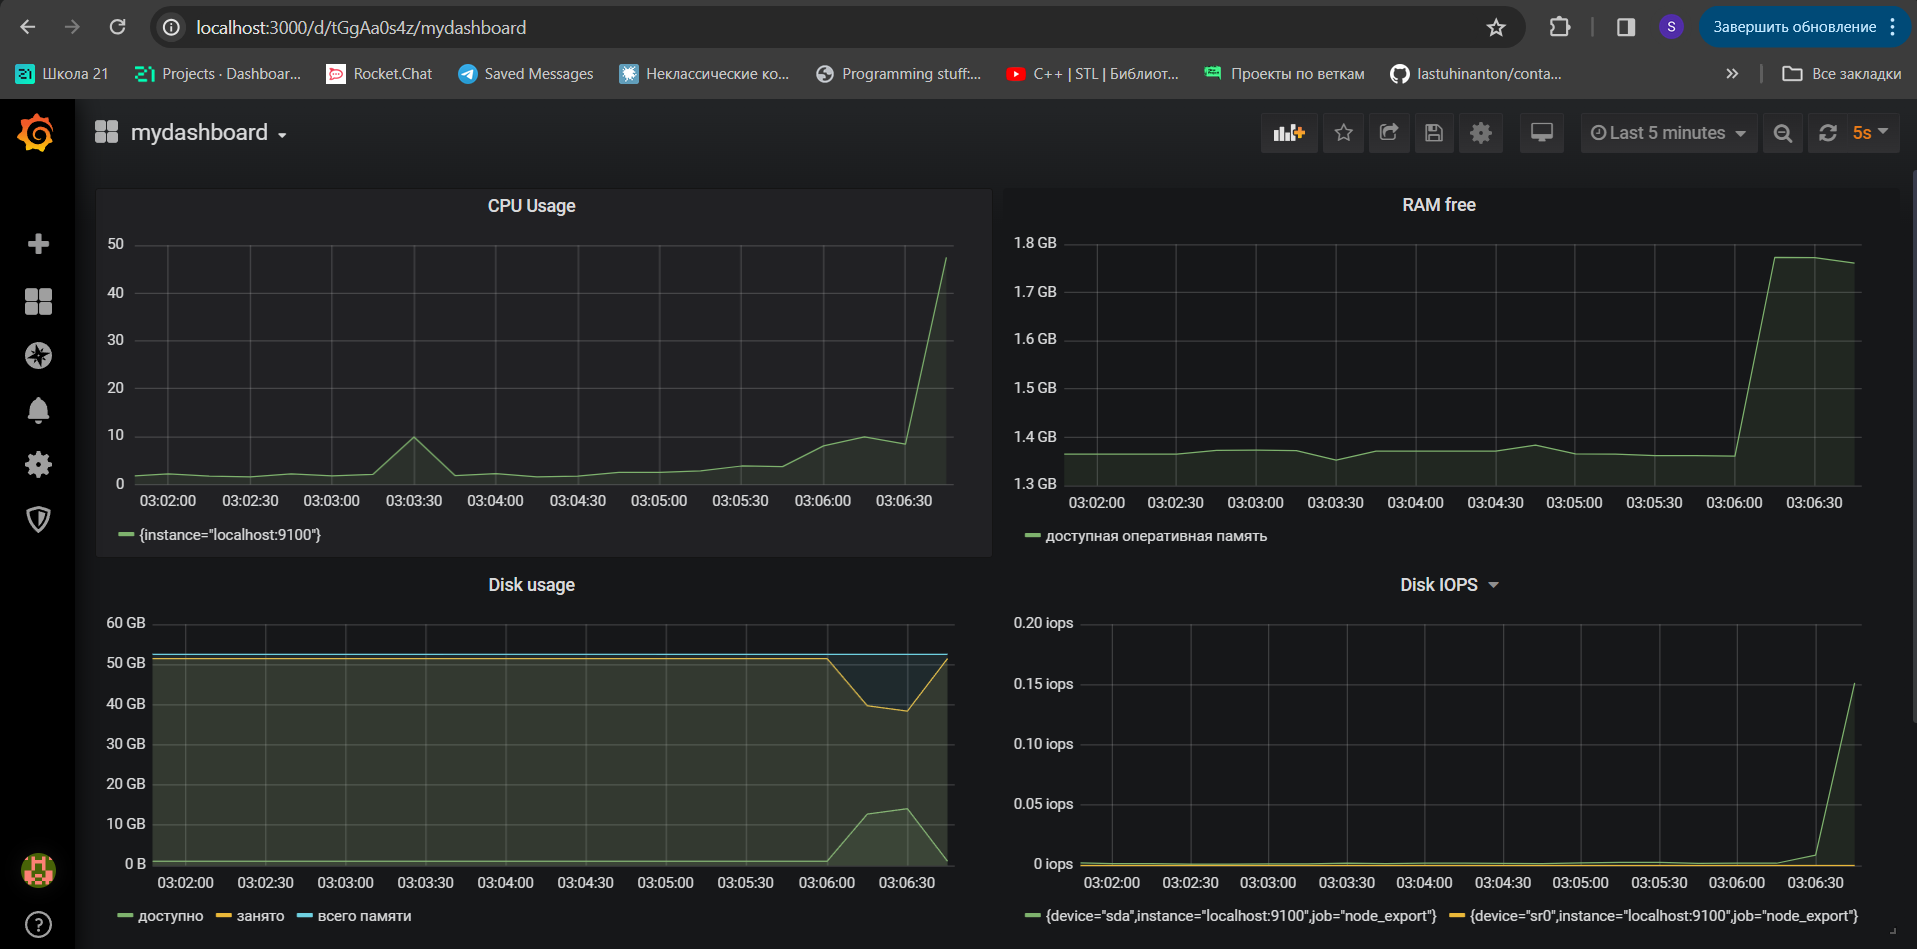 localhost:3000/d/tGgAa0s4z/mydashboard
S
Завершить обновление
21 Школа 21
Projects · Dashboar...
Rocket.Chat
Saved Messages
Неклассические ко...
Programming stuff:...
C++ | STL | Библиот...
Проекты по веткам
lastuhinanton/conta...
»
Все закладки
mydashboard
Last 5 minutes
5s
CPU Usage
50
40
30
20
10
0
03:02:00 03:02:30 03:03:00 03:03:30 03:04:00 03:04:30 03:05:00 03:05:30 03:06:00 03:06:30
{instance="localhost:9100"}
RAM free
1.8 GB
1.7 GB
1.6 GB
1.5 GB
1.4 GB
1.3 GB
03:02:00 03:02:30 03:03:00 03:03:30 03:04:00 03:04:30 03:05:00 03:05:30 03:06:00 03:06:30
доступная оперативная память
Disk usage
60 GB
50 GB
40 GB
30 GB
20 GB
10 GB
0 B
03:02:00 03:02:30 03:03:00 03:03:30 03:04:00 03:04:30 03:05:00 03:05:30 03:06:00 03:06:30
доступно занято всего памяти
Disk IOPS
0.20 iops
0.15 iops
0.10 iops
0.05 iops
0 iops
03:02:00 03:02:30 03:03:00 03:03:30 03:04:00 03:04:30 03:05:00 03:05:30 03:06:00 03:06:30
{device="sda",instance="localhost:9100",job="node_export"} {device="sr0",instance="localhost:9100",job="node_export"}
?